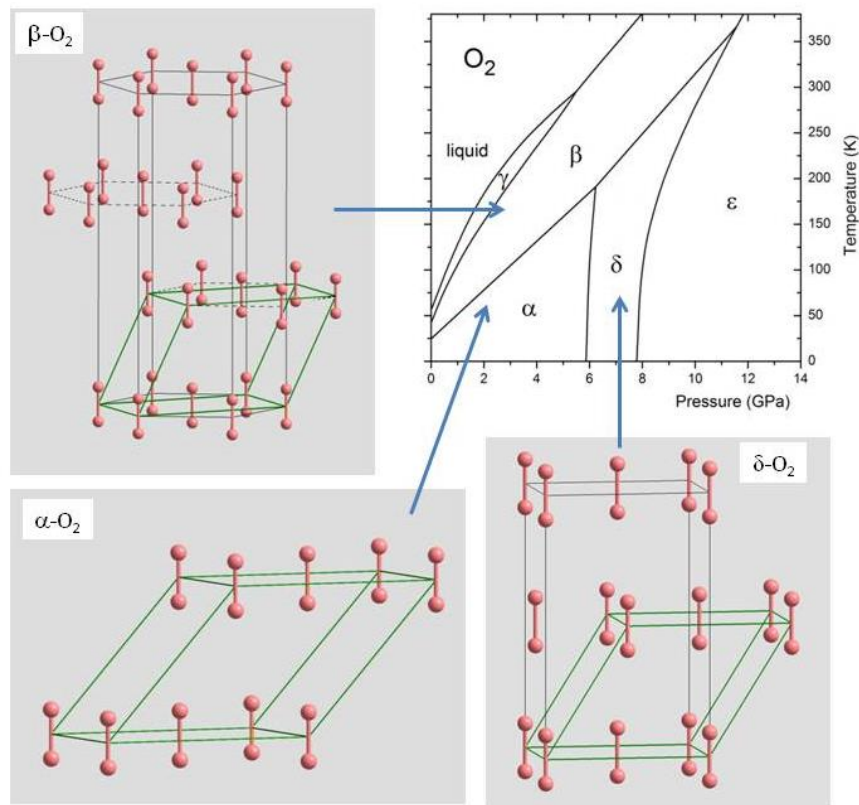 β-O₂
O₂
liquid
γ
β
α
δ
ε
Temperature (K)
350
300
250
200
150
100
50
0
0 2 4 6 8 10 12 14
Pressure (GPa)
α-O₂
δ-O₂